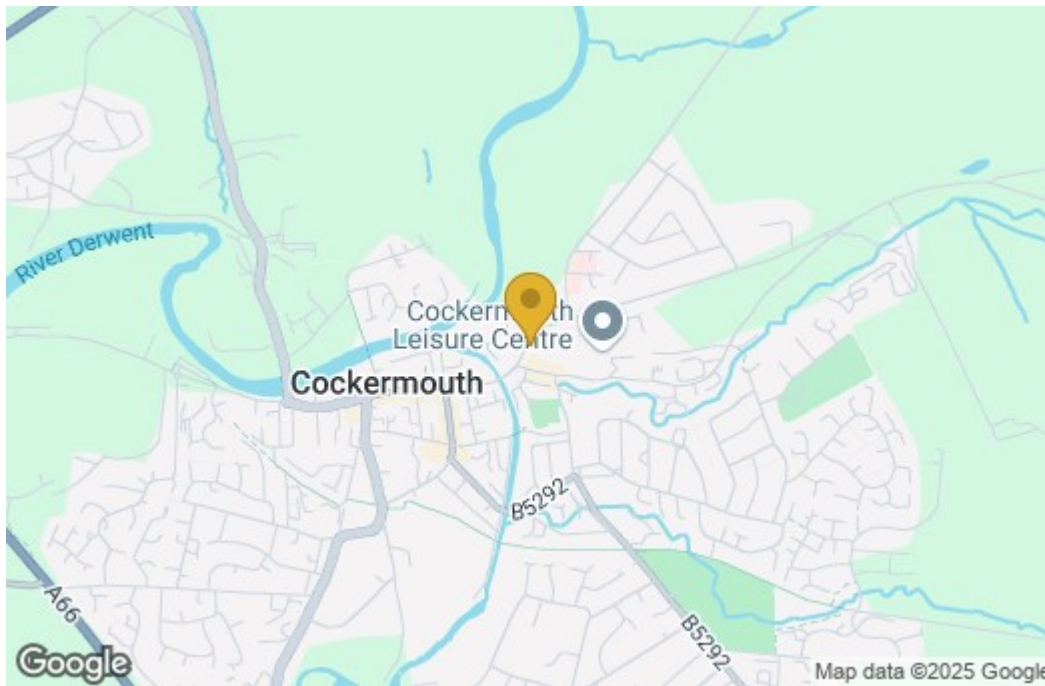 River Derwent
Cockermouth
Leisure Centre
Cockermouth
B5292
A66
B5292
Google
Map data ©2025 Google